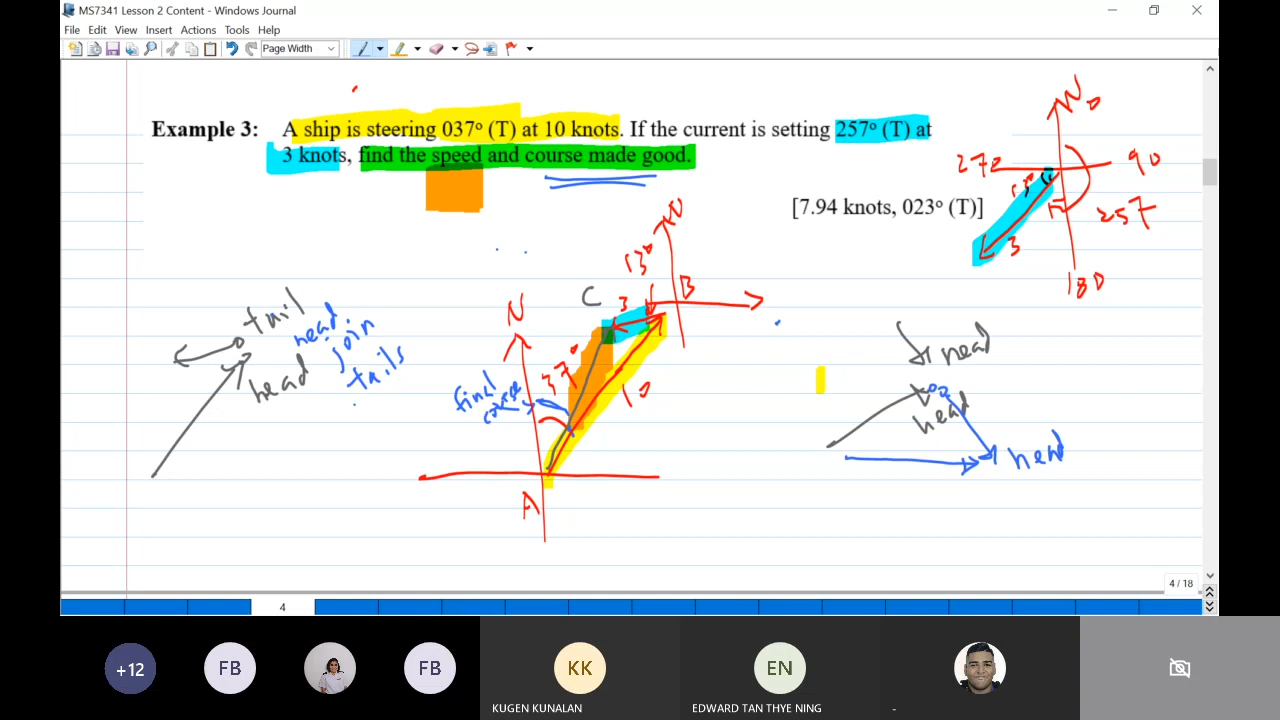 MS7341 Lesson 2 Content - Windows Journal
File Edit View Insert Actions Tools Help
Page Width
Example 3: A ship is steering 037° (T) at 10 knots. If the current is setting 257° (T) at
3 knots, find the speed and course made good.
[7.94 knots, 023° (T)]
N 0
270 90
13°
257
3
180
N
13°
B
C 3
N
tail
head join
tails
head
37°
10
final
course
A
head
head
head
4 / 18
4
+12 FB FB KK EN
KUGEN KUNALAN EDWARD TAN THYE NING -